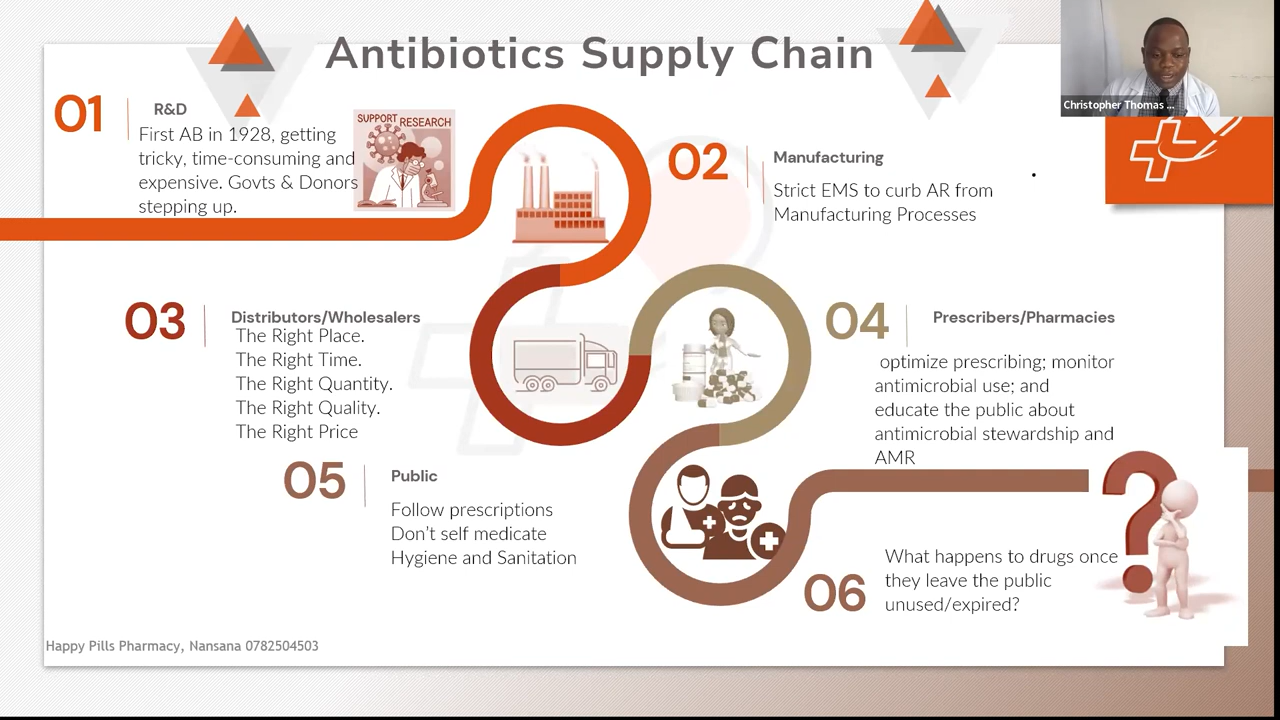 Antibiotics Supply Chain
Christopher Thomas ...
01
R&D
First AB in 1928, getting
tricky, time-consuming and
expensive. Govts & Donors
stepping up.
SUPPORT RESEARCH
02
Manufacturing
Strict EMS to curb AR from
Manufacturing Processes
03
Distributors/Wholesalers
The Right Place.
The Right Time.
The Right Quantity.
The Right Quality.
The Right Price
04
Prescribers/Pharmacies
optimize prescribing; monitor
antimicrobial use; and
educate the public about
antimicrobial stewardship and
AMR
05
Public
Follow prescriptions
Don't self medicate
Hygiene and Sanitation
06
What happens to drugs once
they leave the public
unused/expired?
Happy Pills Pharmacy, Nansana 0782504503